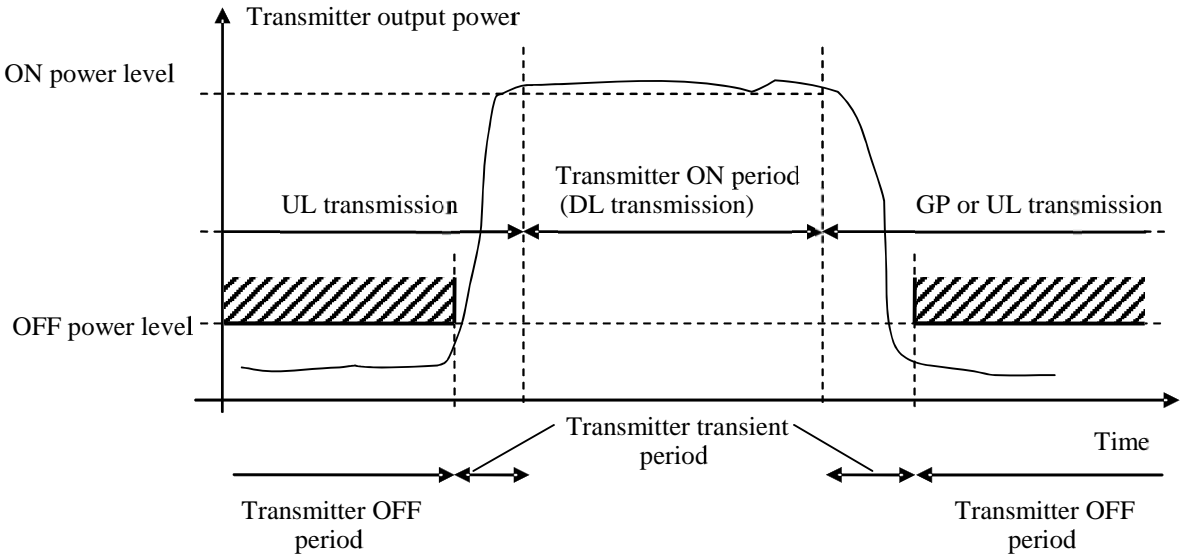 Transmitter output power
ON power level
Transmitter ON period
(DL transmission)
UL transmission
GP or UL transmission
OFF power level
Transmitter transient
period
Time
Transmitter OFF
period
Transmitter OFF
period